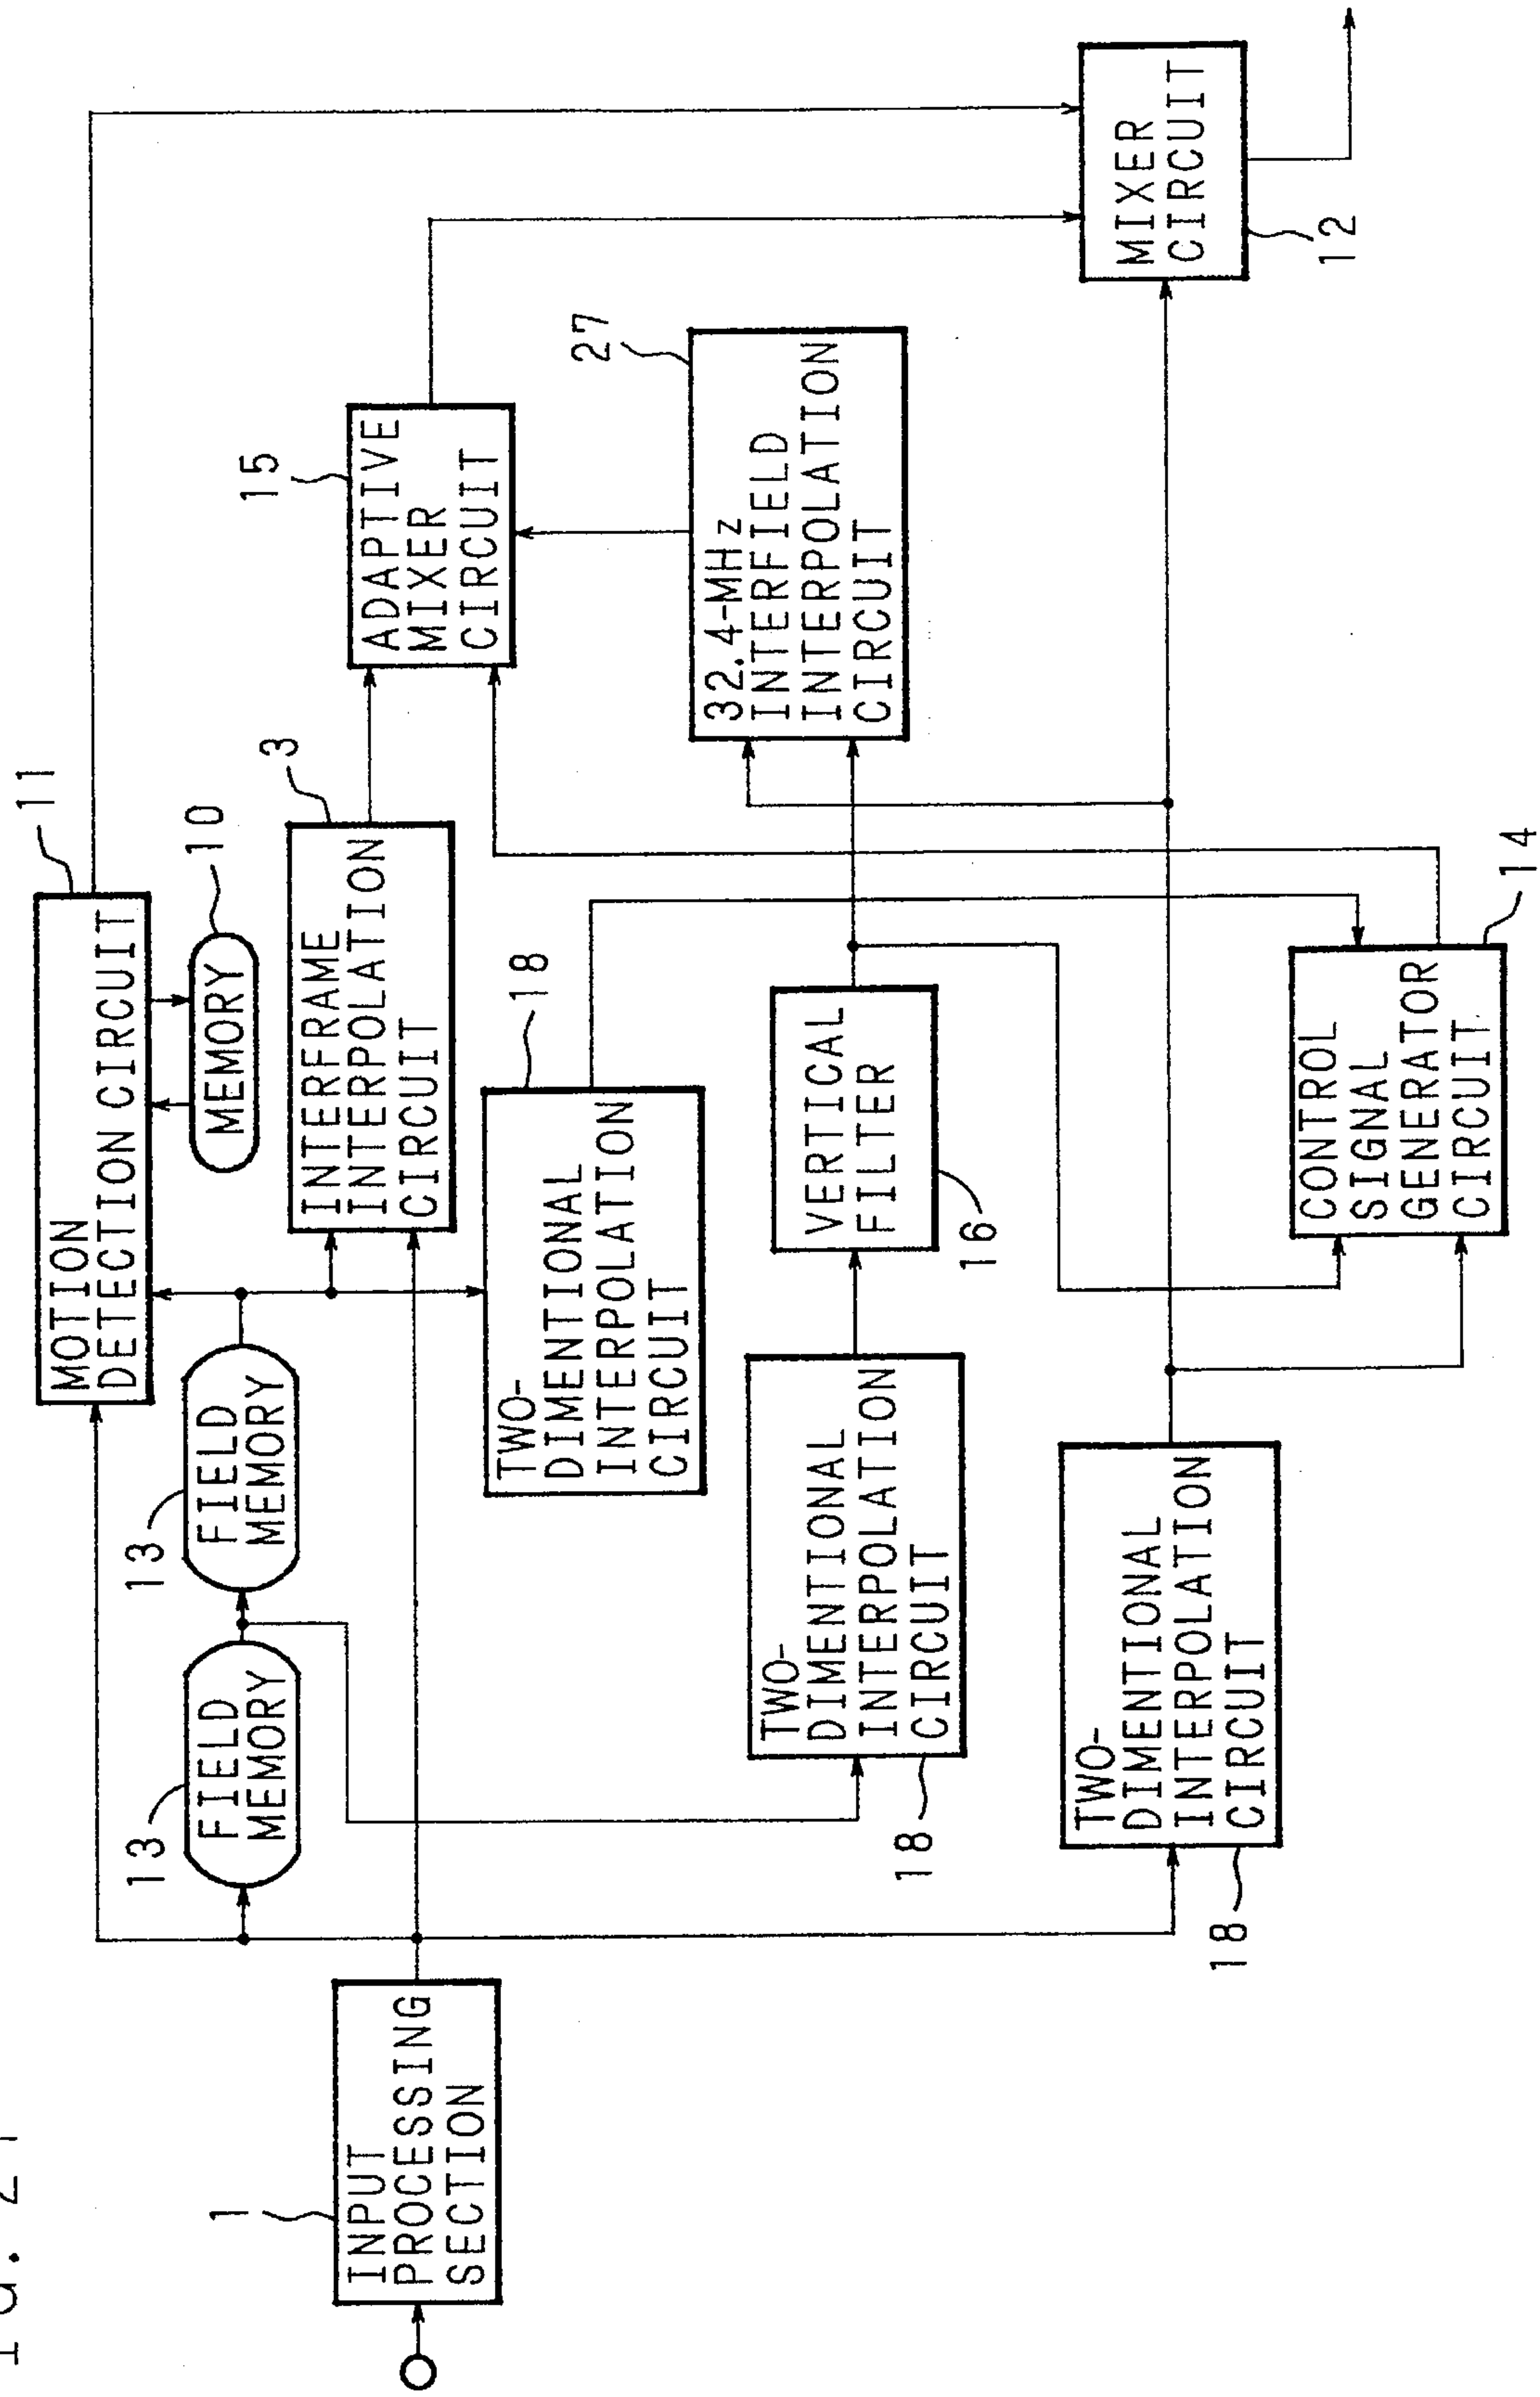 11
MOTION
DETECTION CIRCUIT
10
MEMORY
13
FIELD
MEMORY
13
FIELD
MEMORY
1
INPUT
PROCESSING
SECTION
3
INTERFRAME
INTERPOLATION
CIRCUIT
15
ADAPTIVE
MIXER
CIRCUIT
18
TWO-
DIMENTIONAL
INTERPOLATION
CIRCUIT
27
32.4-MHz
INTERFIELD
INTERPOLATION
CIRCUIT
TWO-
DIMENTIONAL
INTERPOLATION
CIRCUIT
18
VERTICAL
FILTER
16
TWO-
DIMENTIONAL
INTERPOLATION
CIRCUIT
18
CONTROL
SIGNAL
GENERATOR
CIRCUIT
14
MIXER
CIRCUIT
12